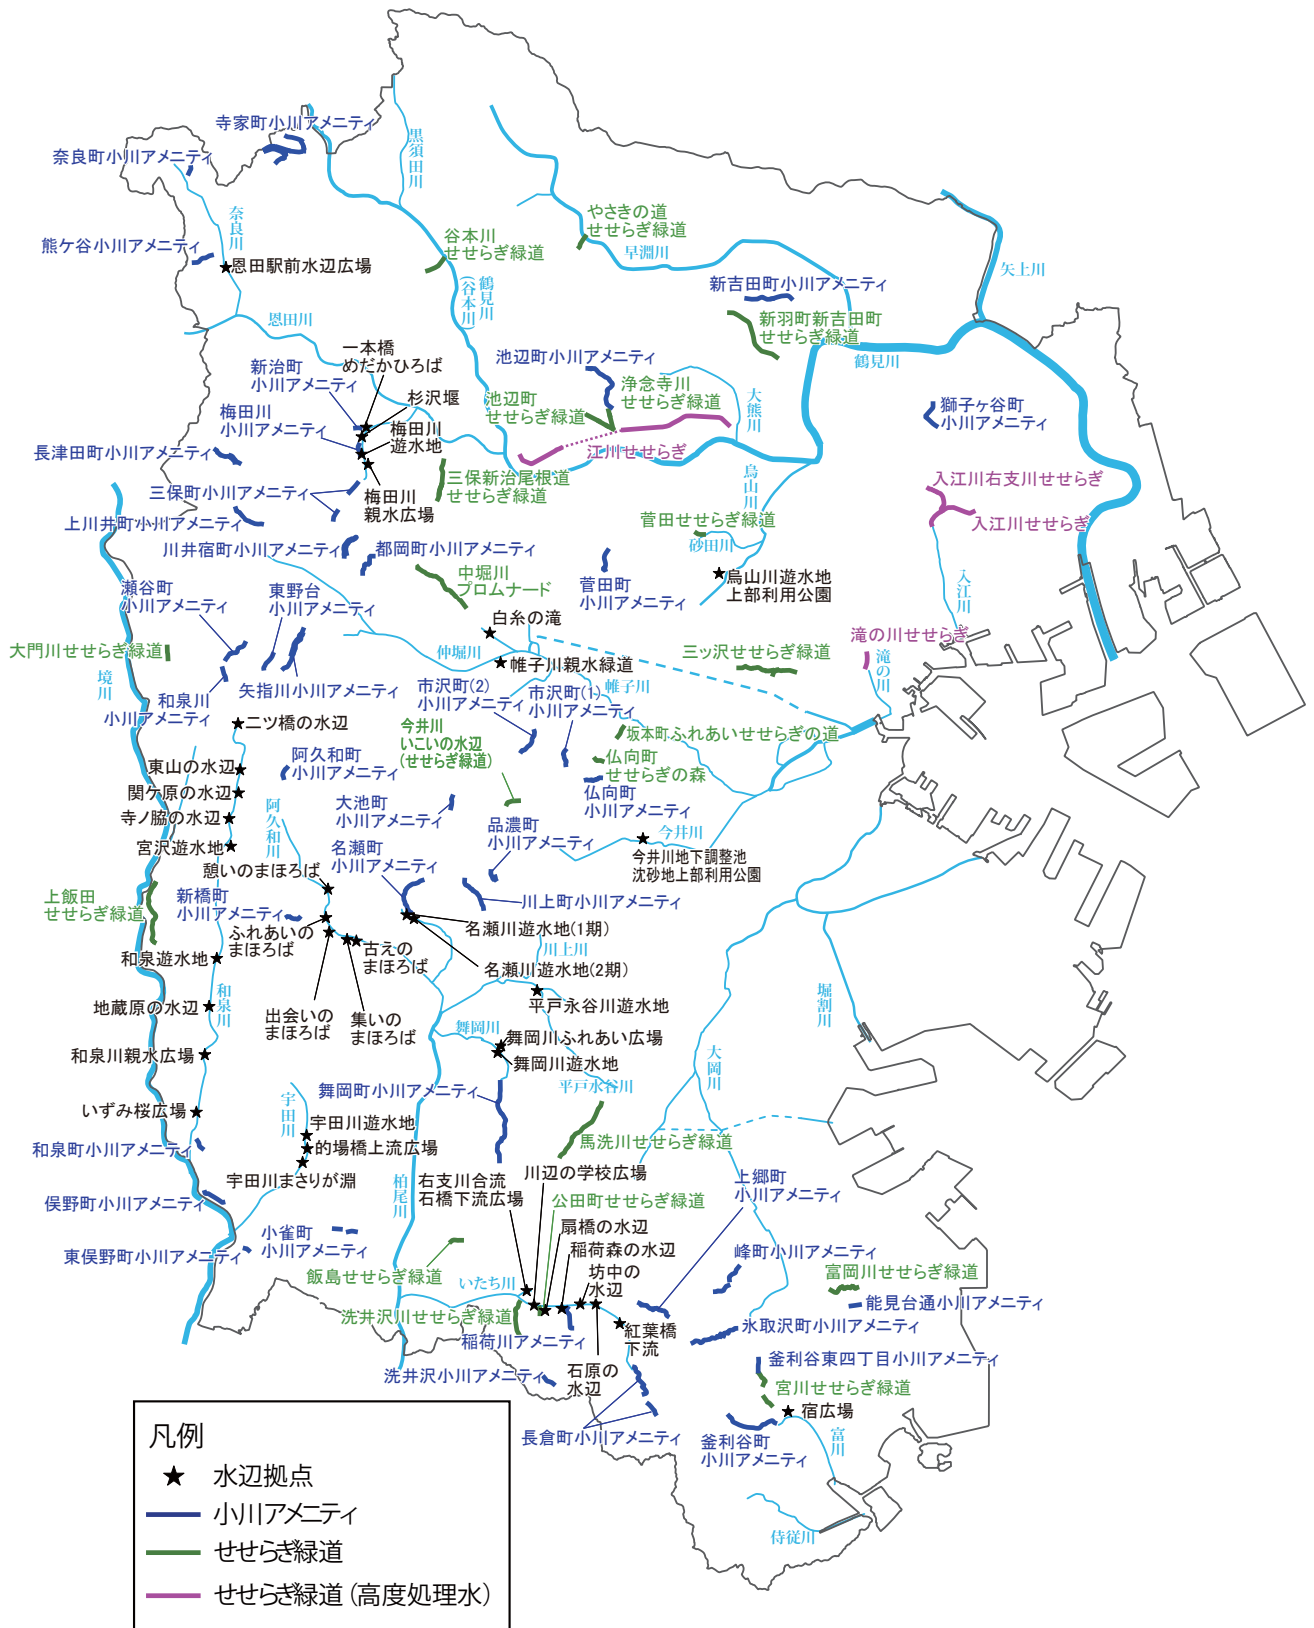 寺家町小川アメニティ
奈良町小川アメニティ
黒須田川
奈良川
やさきの道
せせらぎ緑道
谷本川
せせらぎ緑道
早淵川
熊ケ谷小川アメニティ
恩田駅前水辺広場
矢上川
鶴見川
(谷本川)
新吉田町小川アメニティ
恩田川
新羽町新吉田町
せせらぎ緑道
一本橋
めだかひろば
新治町
小川アメニティ
池辺町小川アメニティ
浄念寺川
せせらぎ緑道
鶴見川
杉沢堰
池辺町
せせらぎ緑道
大熊川
獅子ヶ谷町
小川アメニティ
梅田川
小川アメニティ
梅田川
遊水地
長津田町小川アメニティ
江川せせらぎ
三保新治尾根道
せせらぎ緑道
鳥山川
入江川右支川せせらぎ
三保町小川アメニティ
梅田川
親水広場
上川井町小川アメニティ
菅田せせらぎ緑道
入江川せせらぎ
川井宿町小川アメニティ
都岡町小川アメニティ
砂田川
中堀川
プロムナード
菅田町
小川アメニティ
鳥山川遊水地
上部利用公園
入江川
瀬谷町
小川アメニティ
東野台
小川アメニティ
白糸の滝
滝の川せせらぎ
大門川せせらぎ緑道
仲堀川
帷子川親水緑道
三ッ沢せせらぎ緑道
滝の川
境川
矢指川小川アメニティ
帷子川
和泉川
小川アメニティ
市沢町(2)
小川アメニティ
市沢町(1)
小川アメニティ
二ツ橋の水辺
今井川
いこいの水辺
(せせらぎ緑道)
坂本町ふれあいせせらぎの道
東山の水辺
阿久和町
小川アメニティ
仏向町
せせらぎの森
関ケ原の水辺
仏向町
小川アメニティ
大池町
小川アメニティ
寺ノ脇の水辺
阿久和川
品濃町
小川アメニティ
今井川
宮沢遊水地
名瀬町
小川アメニティ
今井川地下調整池
沈砂地上部利用公園
憩いのまほろば
上飯田
せせらぎ緑道
新橋町
小川アメニティ
川上町小川アメニティ
ふれあいの
まほろば
名瀬川遊水地(1期)
古えの
まほろば
川上川
和泉遊水地
名瀬川遊水地(2期)
地蔵原の水辺
和泉川
平戸永谷川遊水地
堀割川
出会いの
まほろば
集いの
まほろば
舞岡川
舞岡川ふれあい広場
和泉川親水広場
舞岡川遊水地
大岡川
舞岡町小川アメニティ
平戸永谷川
いずみ桜広場
宇田川
宇田川遊水地
和泉町小川アメニティ
的場橋上流広場
馬洗川せせらぎ緑道
宇田川まさりが淵
柏尾川
右支川合流
石橋下流広場
川辺の学校広場
上郷町
小川アメニティ
俣野町小川アメニティ
公田町せせらぎ緑道
扇橋の水辺
小雀町
小川アメニティ
東俣野町小川アメニティ
稲荷森の水辺
峰町小川アメニティ
飯島せせらぎ緑道
いたち川
坊中の
水辺
富岡川せせらぎ緑道
能見台通小川アメニティ
洗井沢川せせらぎ緑道
稲荷川アメニティ
紅葉橋
下流
氷取沢町小川アメニティ
洗井沢小川アメニティ
石原の
水辺
釜利谷東四丁目小川アメニティ
宮川せせらぎ緑道
宿広場
長倉町小川アメニティ
釜利谷町
小川アメニティ
富川
侍従川
凡例
水辺拠点
小川アメニティ
せせらぎ緑道
せせらぎ緑道(高度処理水)